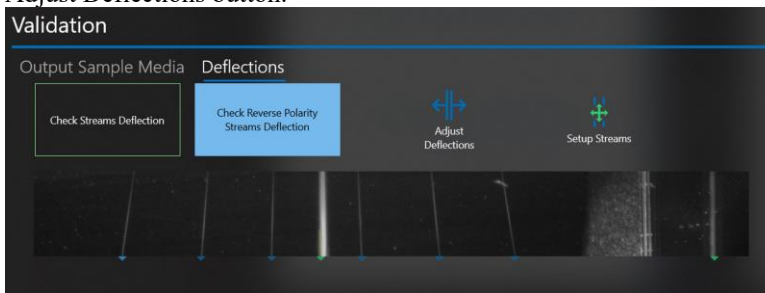 Adjust Deflections button.
Validation
Output Sample Media Deflections
Check Streams Deflection
Check Reverse Polarity
Streams Deflection
Adjust
Deflections
Setup Streams